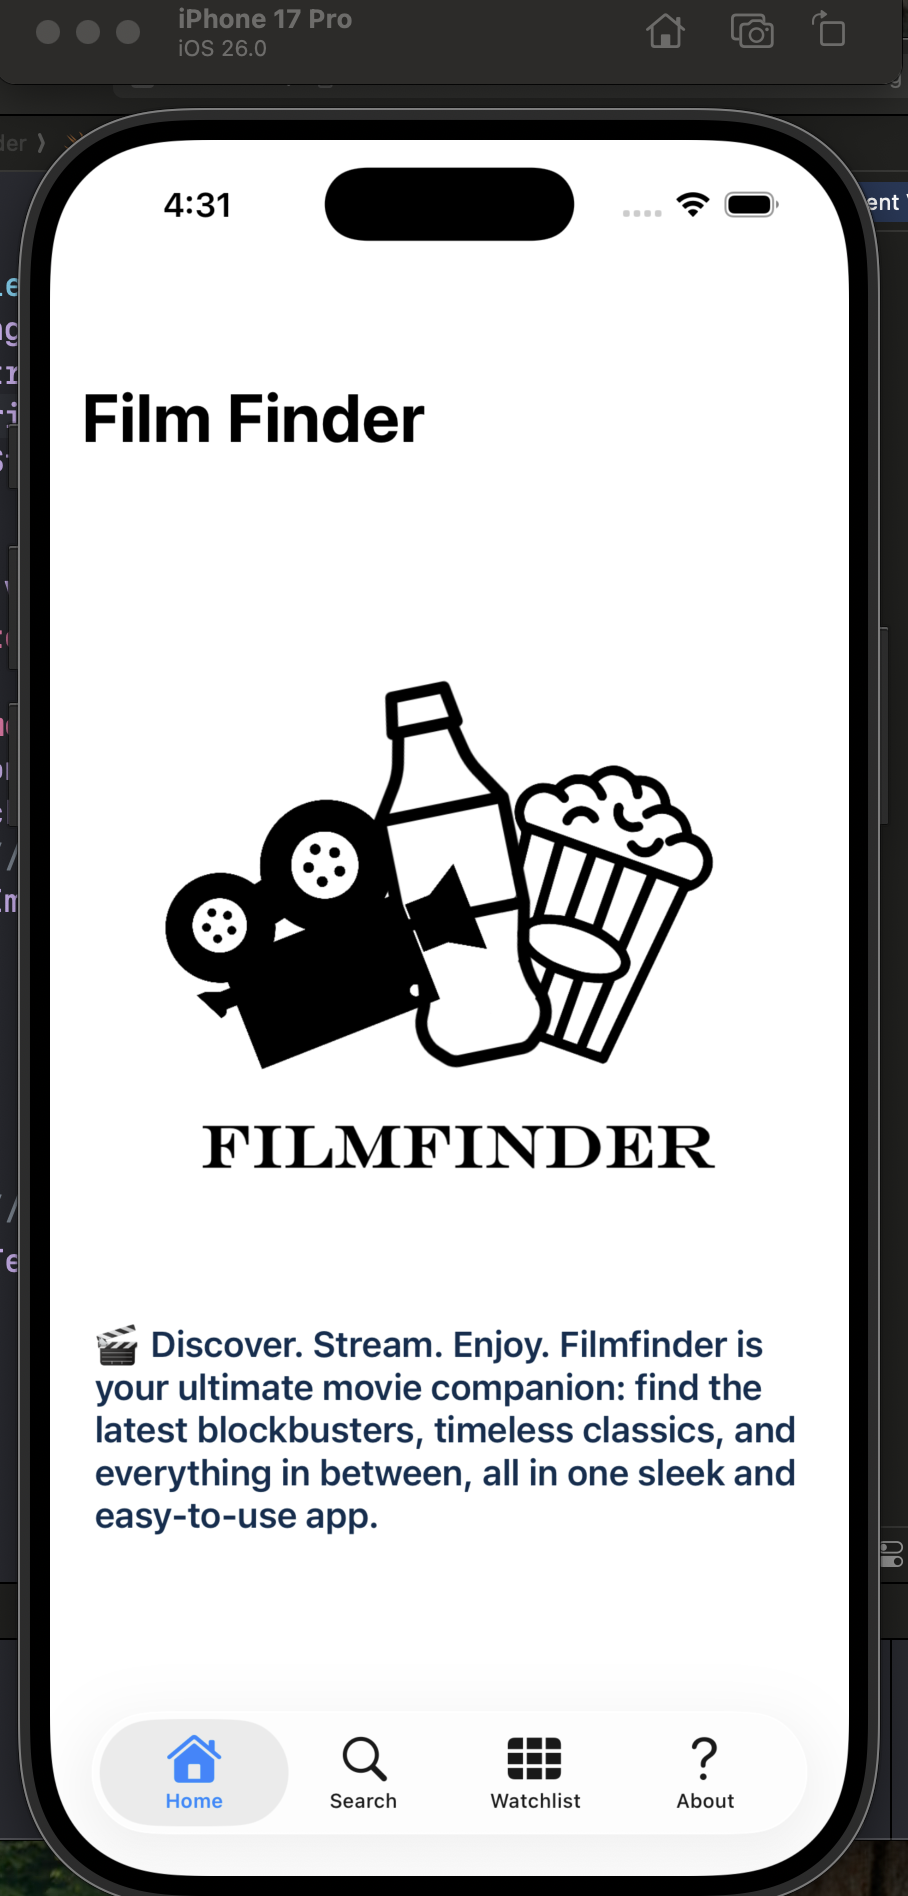 iPhone 17 Pro
iOS 26.0
4:31
Film Finder
FILMFINDER
🎬 Discover. Stream. Enjoy. Filmfinder is
your ultimate movie companion: find the
latest blockbusters, timeless classics, and
everything in between, all in one sleek and
easy-to-use app.
Home
Search
Watchlist
About